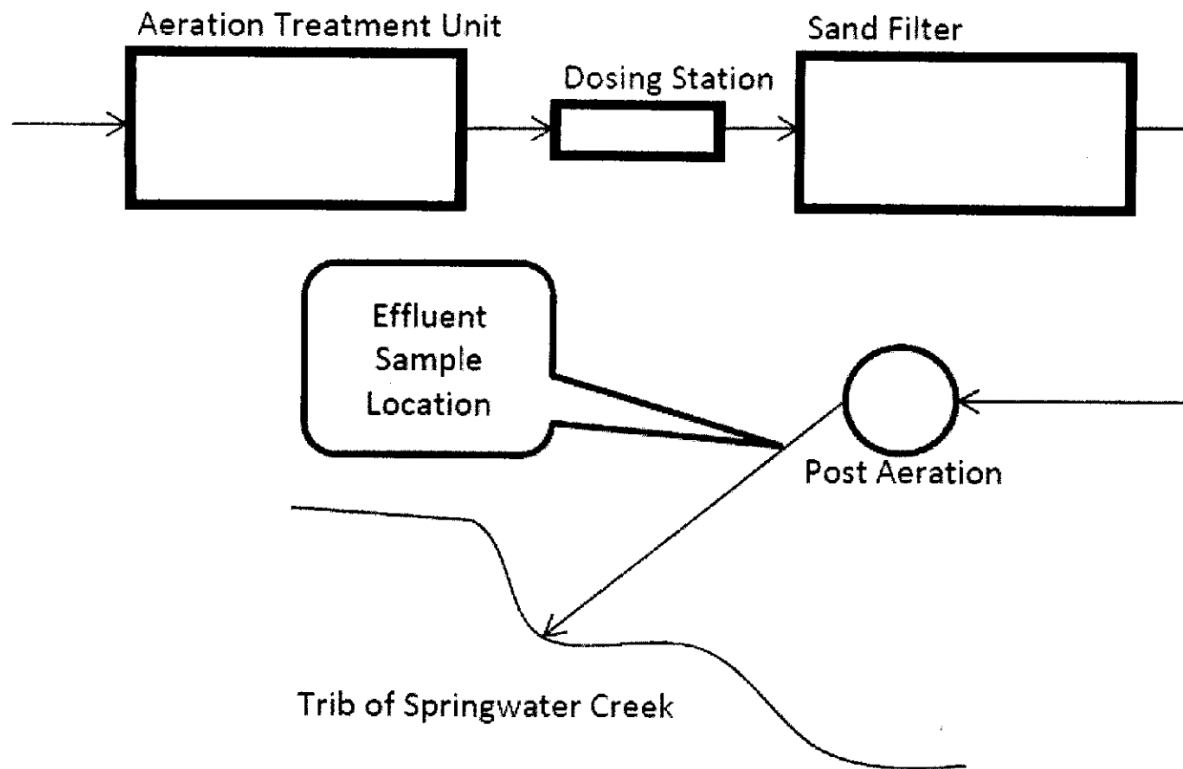 Aeration Treatment Unit
Sand Filter
Dosing Station
Effluent
Sample
Location
Post Aeration
Trib of Springwater Creek